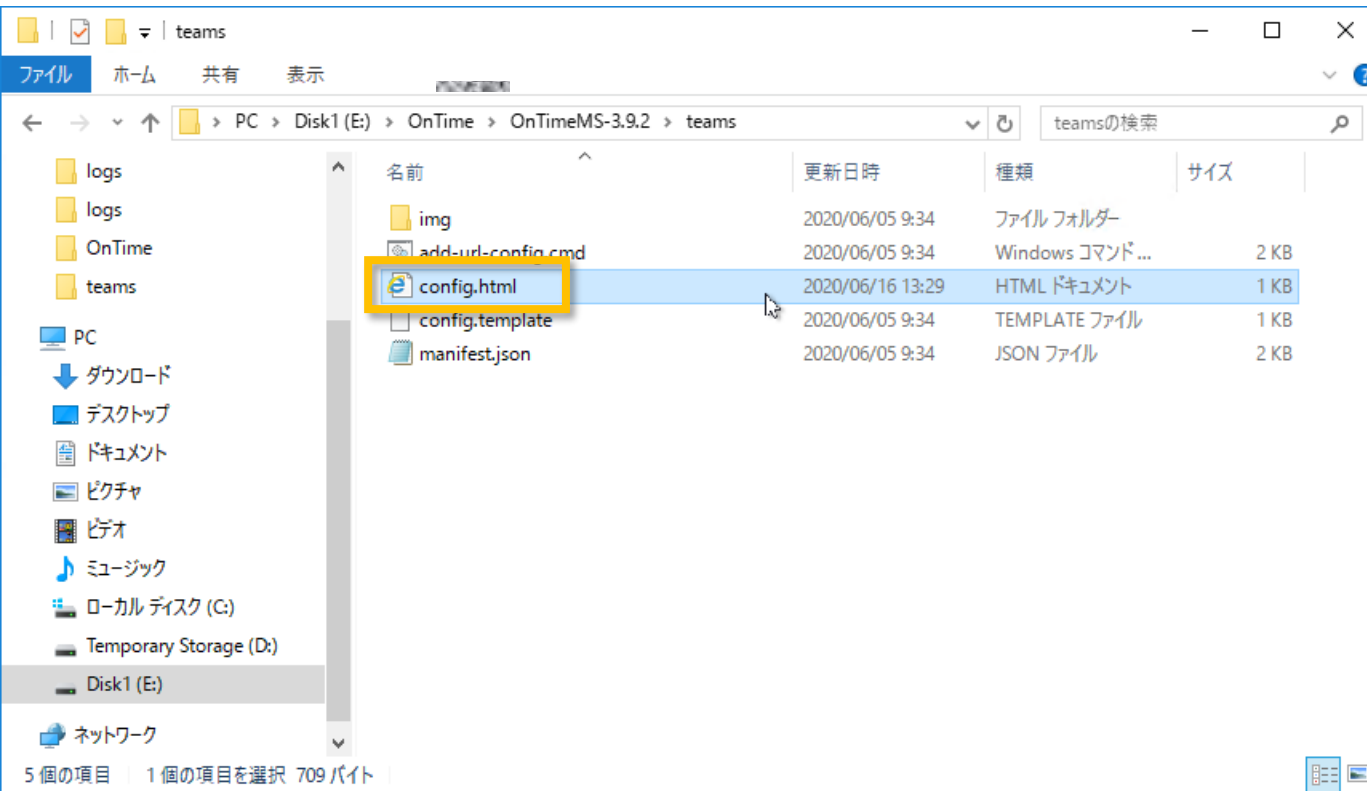 teams
ファイル ホーム 共有 表示
PC > Disk1 (E:) > OnTime > OnTimeMS-3.9.2 > teams
teamsの検索
logs
logs
OnTime
teams
PC
ダウンロード
デスクトップ
ドキュメント
ピクチャ
ビデオ
ミュージック
ローカル ディスク (C:)
Temporary Storage (D:)
Disk1 (E:)
ネットワーク
名前 更新日時 種類 サイズ
img 2020/06/05 9:34 ファイル フォルダー
add-url-config.cmd 2020/06/05 9:34 Windows コマンド ... 2 KB
config.html 2020/06/16 13:29 HTML ドキュメント 1 KB
config.template 2020/06/05 9:34 TEMPLATE ファイル 1 KB
manifest.json 2020/06/05 9:34 JSON ファイル 2 KB
5 個の項目 1 個の項目を選択 709 バイト